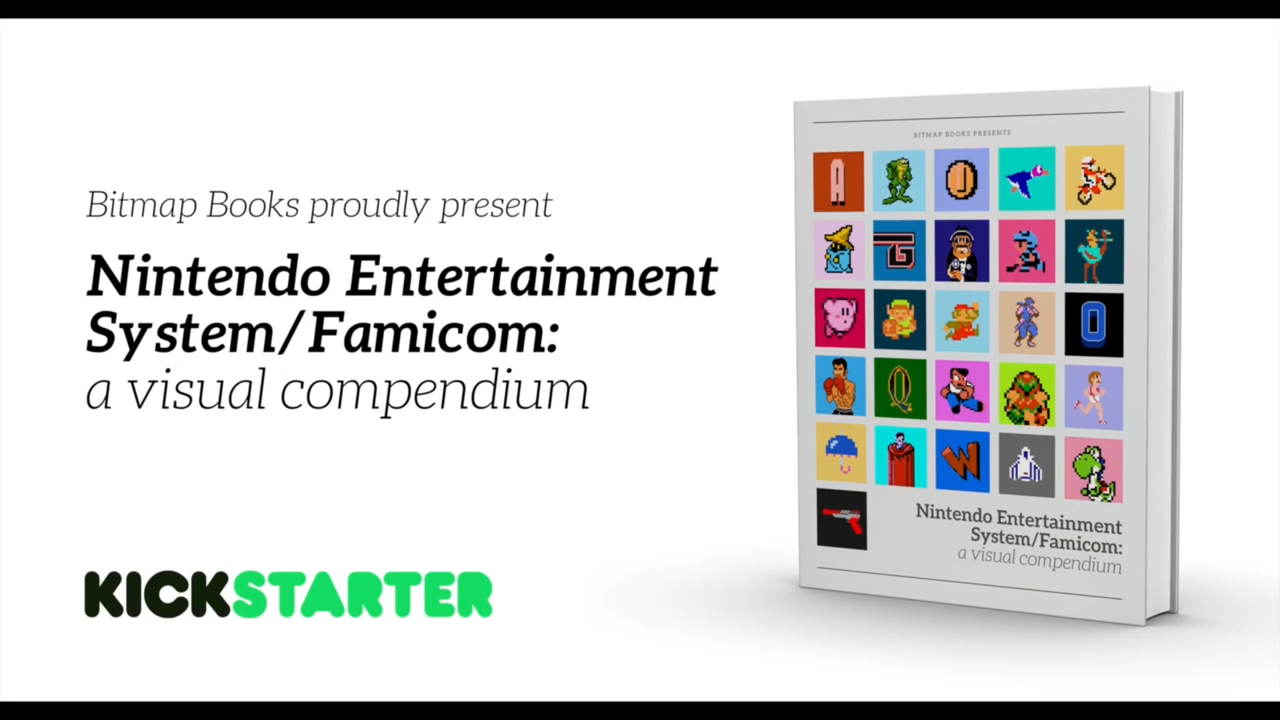 Bitmap Books proudly present
Nintendo Entertainment
System/Famicom:
a visual compendium
KICKSTARTER
BITMAP BOOKS PRESENTS
A
J
G
O
Q
W
Nintendo Entertainment
System/Famicom:
a visual compendium